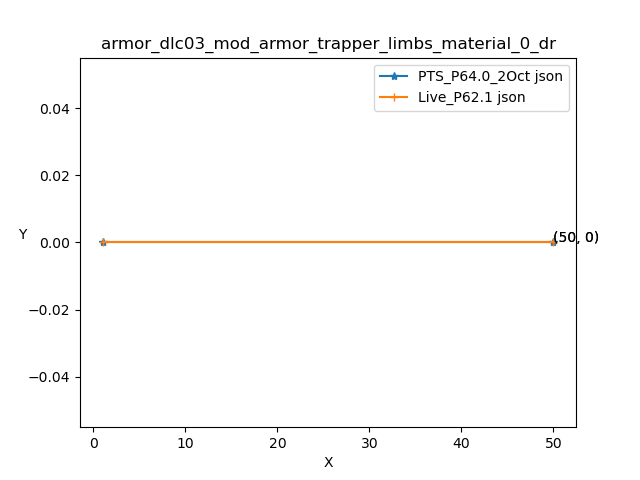 armor_dlc03_mod_armor_trapper_limbs_material_0_dr
PTS_P64.0_2Oct json
Live_P62.1 json
0.04
0.02
0.00
−0.02
−0.04
Y
(50, 0)
0
10
20
30
40
50
X